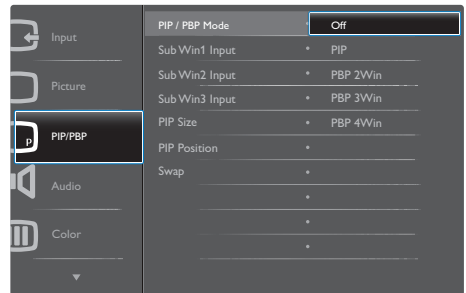 Input
Picture
P
PIP/PBP
Audio
Color
PIP / PBP Mode
Sub Win1 Input
Sub Win2 Input
Sub Win3 Input
PIP Size
PIP Position
Swap
Off
PIP
PBP 2Win
PBP 3Win
PBP 4Win